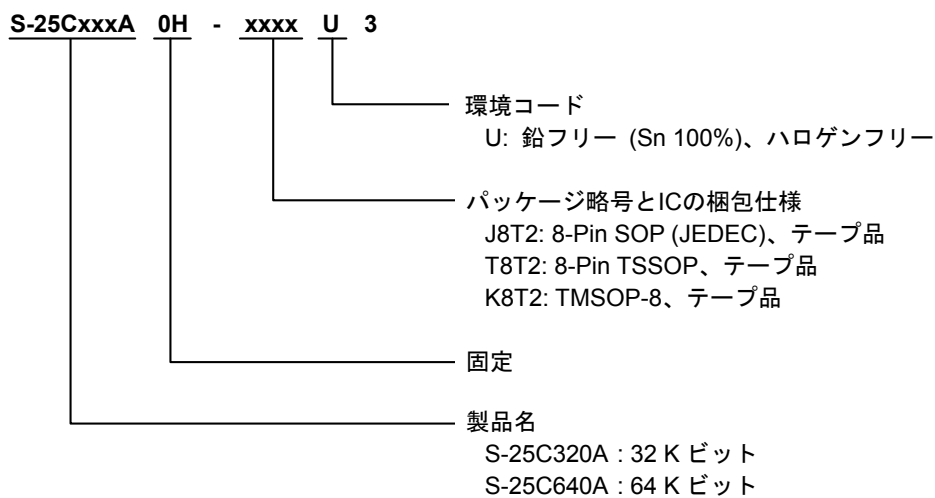 S-25CxxxA 0H - xxxx U 3
環境コード
U: 鉛フリー (Sn 100%)、ハロゲンフリー
パッケージ略号とICの梱包仕様
J8T2: 8-Pin SOP (JEDEC)、テープ品
T8T2: 8-Pin TSSOP、テープ品
K8T2: TMSOP-8、テープ品
固定
製品名
S-25C320A : 32 K ビット
S-25C640A : 64 K ビット